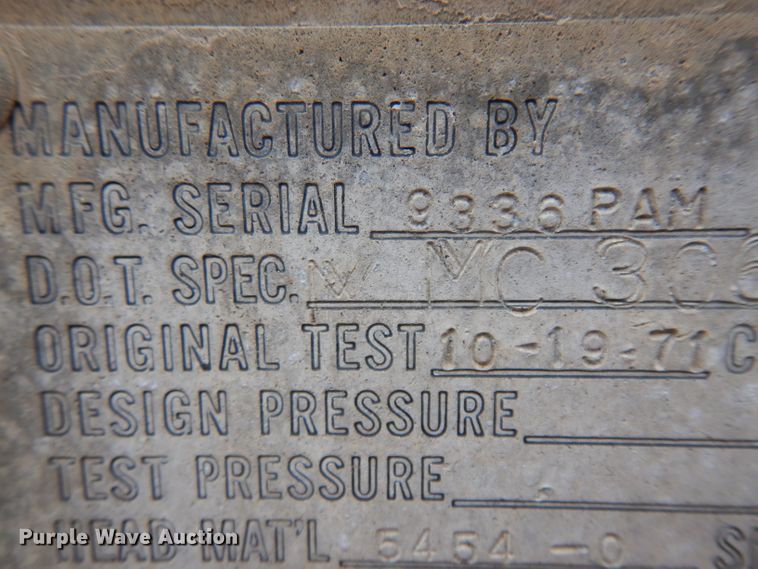 MANUFACTURED BY
MFG. SERIAL 9336 PAM
D.O.T. SPEC. MC 306
ORIGINAL TEST 10-19-71 C
DESIGN PRESSURE
TEST PRESSURE
HEAD MAT'L 5454-0 S
Purple Wave Auction